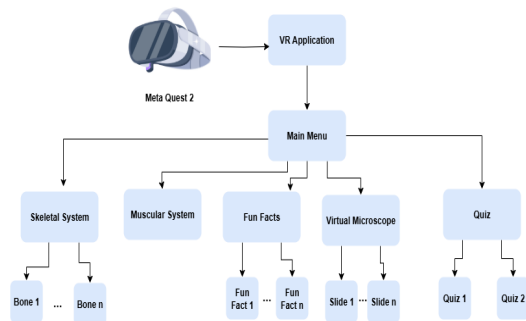 VR Application
Meta Quest 2
Main Menu
Skeletal System
Muscular System
Fun Facts
Virtual Microscope
Quiz
Bone 1
...
Bone n
Fun
Fact 1
...
Fun
Fact n
Slide 1
...
Slide n
Quiz 1
Quiz 2